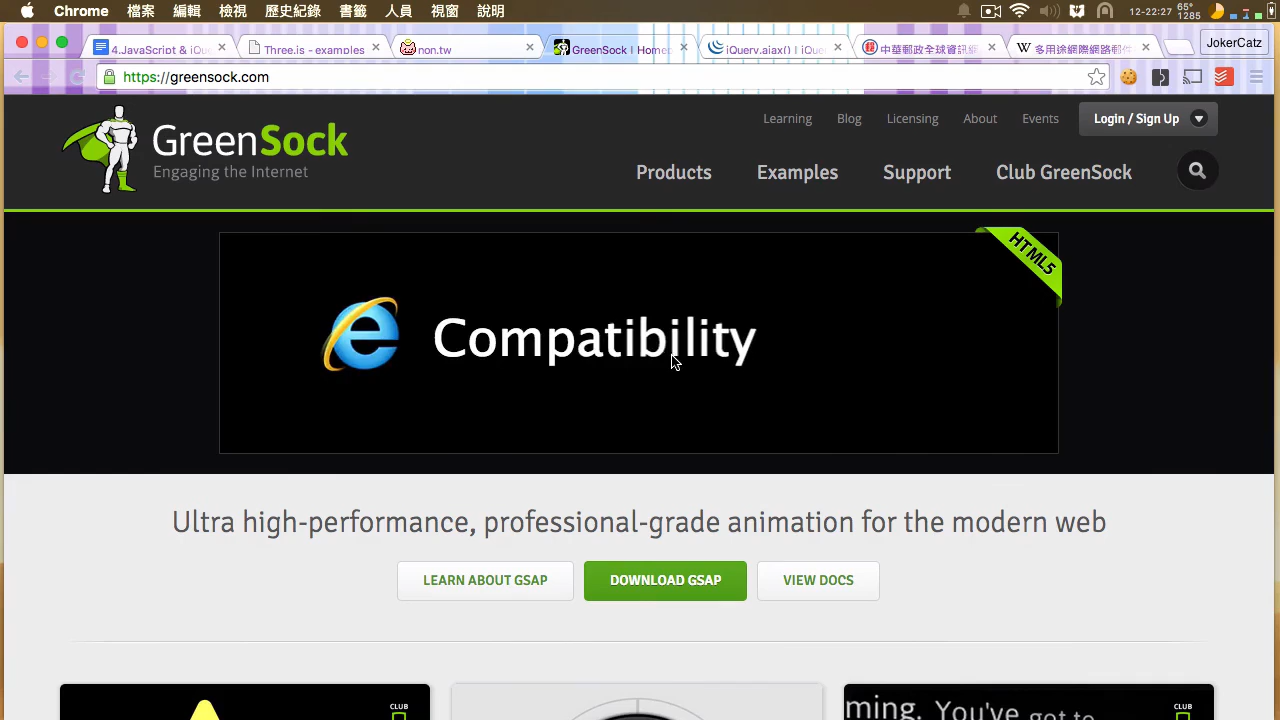 Chrome 檔案 編輯 檢視 歷史紀錄 書籤 人員 視窗 說明 12-22:27 65° 1285
4.JavaScript & jQu Three.js - examples non.tw GreenSock | Home jQuery.ajax() | jQu 中華郵政全球資訊網 多用途網際網路郵件 JokerCatz
https://greensock.com
Learning Blog Licensing About Events Login / Sign Up
GreenSock
Engaging the Internet
Products Examples Support Club GreenSock
HTML5
Compatibility
Ultra high-performance, professional-grade animation for the modern web
LEARN ABOUT GSAP DOWNLOAD GSAP VIEW DOCS
CLUB
ming. You've got to
CLUB